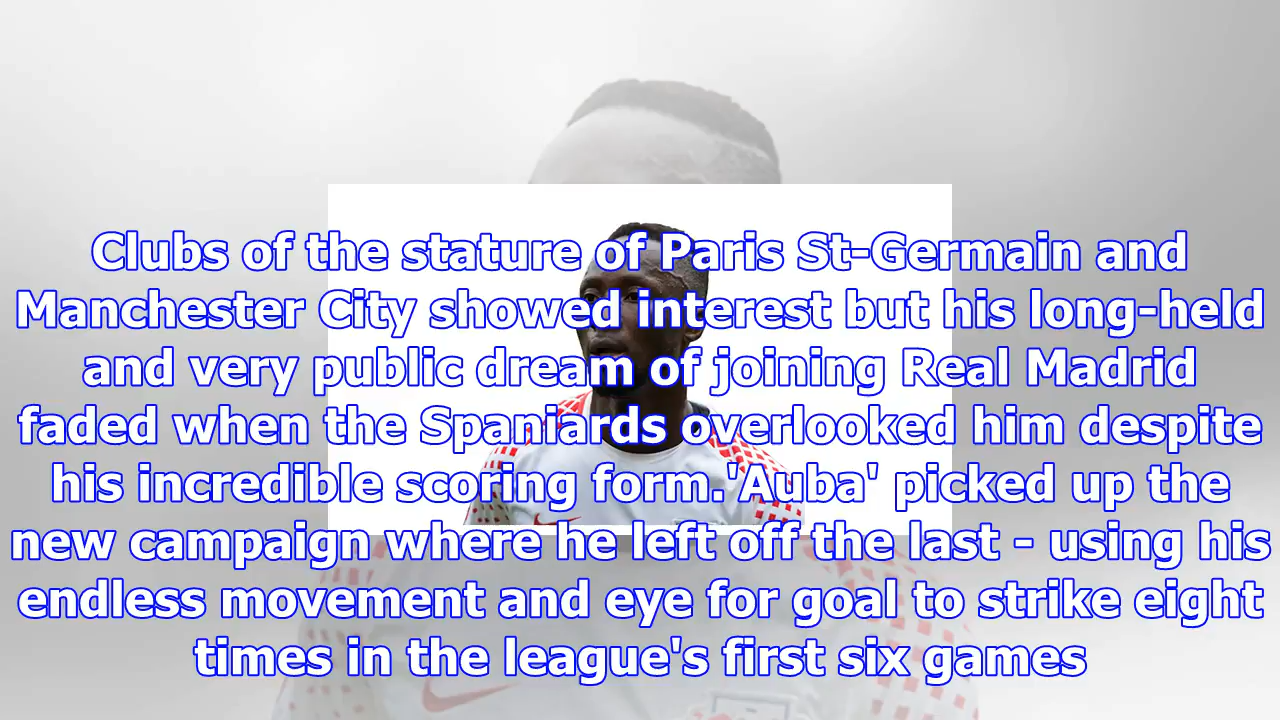 Clubs of the stature of Paris St-Germain and
Manchester City showed interest but his long-held
and very public dream of joining Real Madrid
faded when the Spaniards overlooked him despite
his incredible scoring form. 'Auba' picked up the
new campaign where he left off the last - using his
endless movement and eye for goal to strike eight
times in the league's first six games